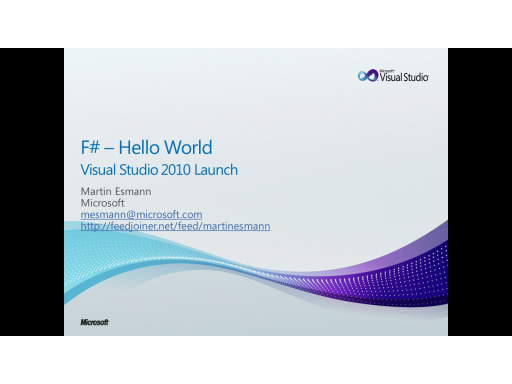 Microsoft
Visual Studio
F# – Hello World
Visual Studio 2010 Launch
Martin Esmann
Microsoft
mesmann@microsoft.com
http://feedjoiner.net/feed/martinesmann
Microsoft